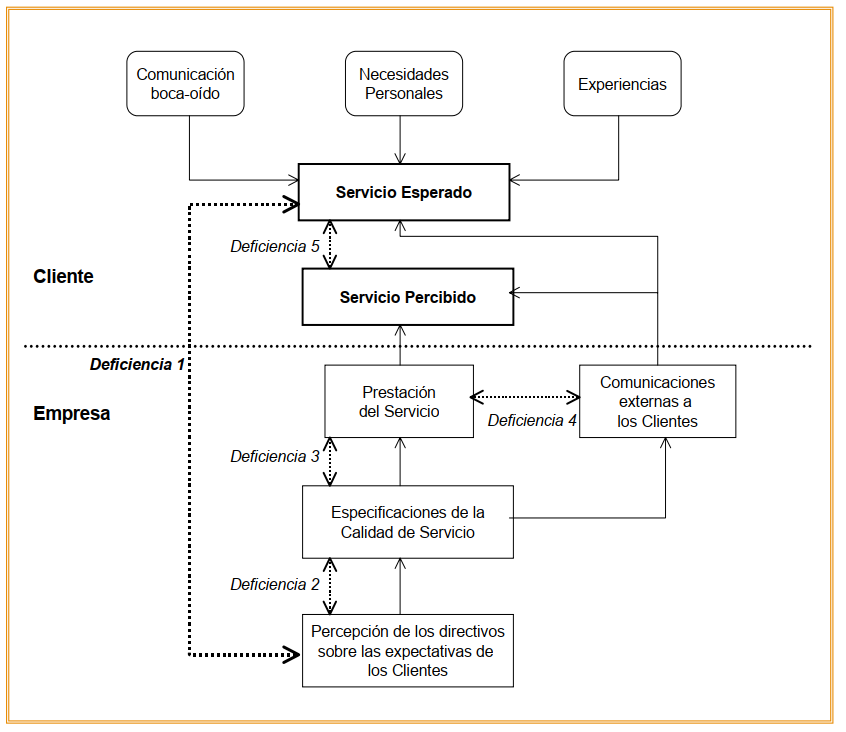 Comunicación
boca-oído
Necesidades
Personales
Experiencias
Servicio Esperado
Deficiencia 5
Cliente
Servicio Percibido
Deficiencia 1
Empresa
Prestación
del Servicio
Comunicaciones
externas a
los Clientes
Deficiencia 4
Deficiencia 3
Especificaciones de la
Calidad de Servicio
Deficiencia 2
Percepción de los directivos
sobre las expectativas de
los Clientes